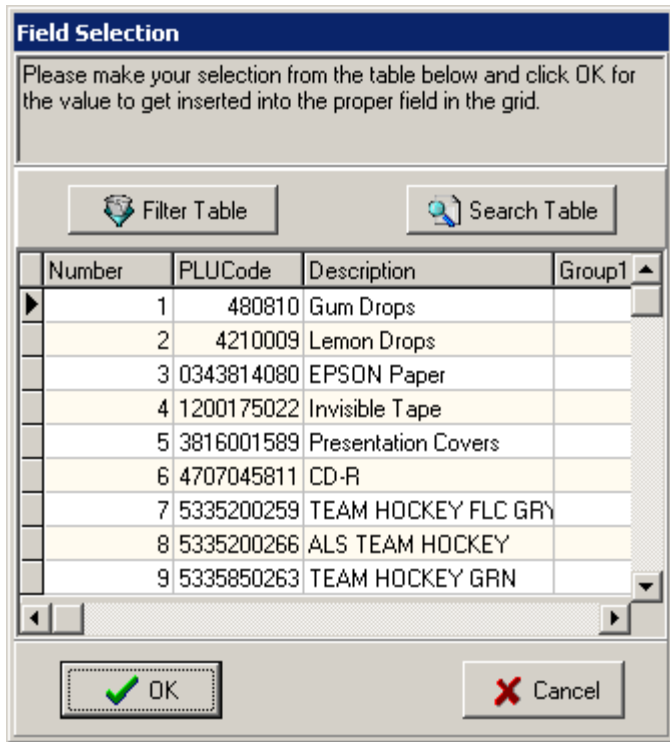 Field Selection
Please make your selection from the table below and click OK for
the value to get inserted into the proper field in the grid.
Filter Table Search Table
Number PLUCode Description Group1
1 480810 Gum Drops
2 4210009 Lemon Drops
3 0343814080 EPSON Paper
4 1200175022 Invisible Tape
5 3816001589 Presentation Covers
6 4707045811 CD-R
7 5335200259 TEAM HOCKEY FLC GRY
8 5335200266 ALS TEAM HOCKEY
9 5335850263 TEAM HOCKEY GRN
OK Cancel